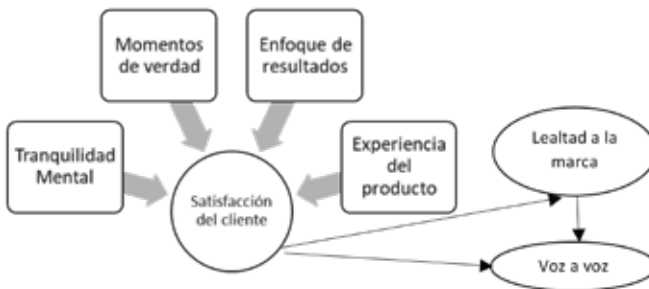 Momentos
de verdad
Enfoque de
resultados
Tranquilidad
Mental
Experiencia
del
producto
Satisfacción
del cliente
Lealtad a la
marca
Voz a voz